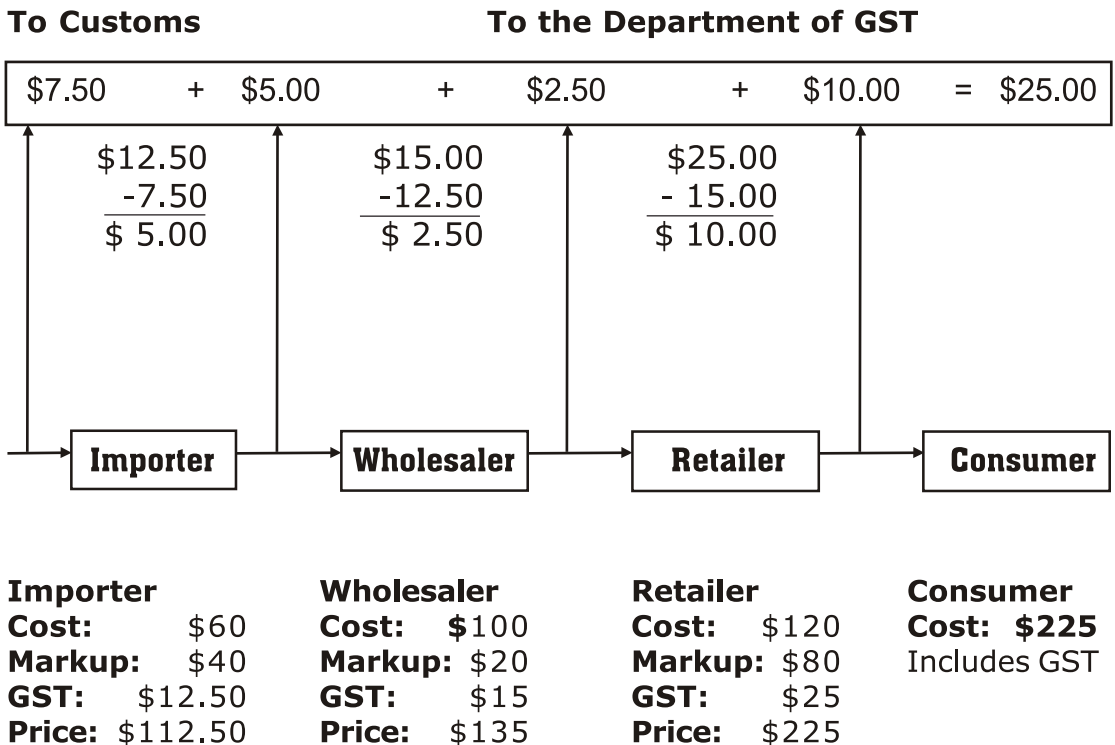 To Customs To the Department of GST
$7.50 + $5.00 + $2.50 + $10.00 = $25.00
$12.50 $15.00 $25.00
-7.50 -12.50 - 15.00
$ 5.00 $ 2.50 $ 10.00
Importer Wholesaler Retailer Consumer
Importer Wholesaler Retailer Consumer
Cost: $60 Cost: $100 Cost: $120 Cost: $225
Markup: $40 Markup: $20 Markup: $80 Includes GST
GST: $12.50 GST: $15 GST: $25
Price: $112.50 Price: $135 Price: $225